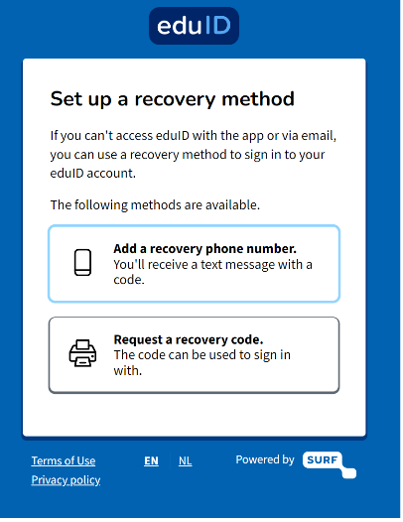 eduID
Set up a recovery method
If you can't access eduID with the app or via email,
you can use a recovery method to sign in to your
eduID account.
The following methods are available.
Add a recovery phone number.
You'll receive a text message with a
code.
Request a recovery code.
The code can be used to sign in
with.
Terms of Use EN NL Powered by SURF
Privacy policy